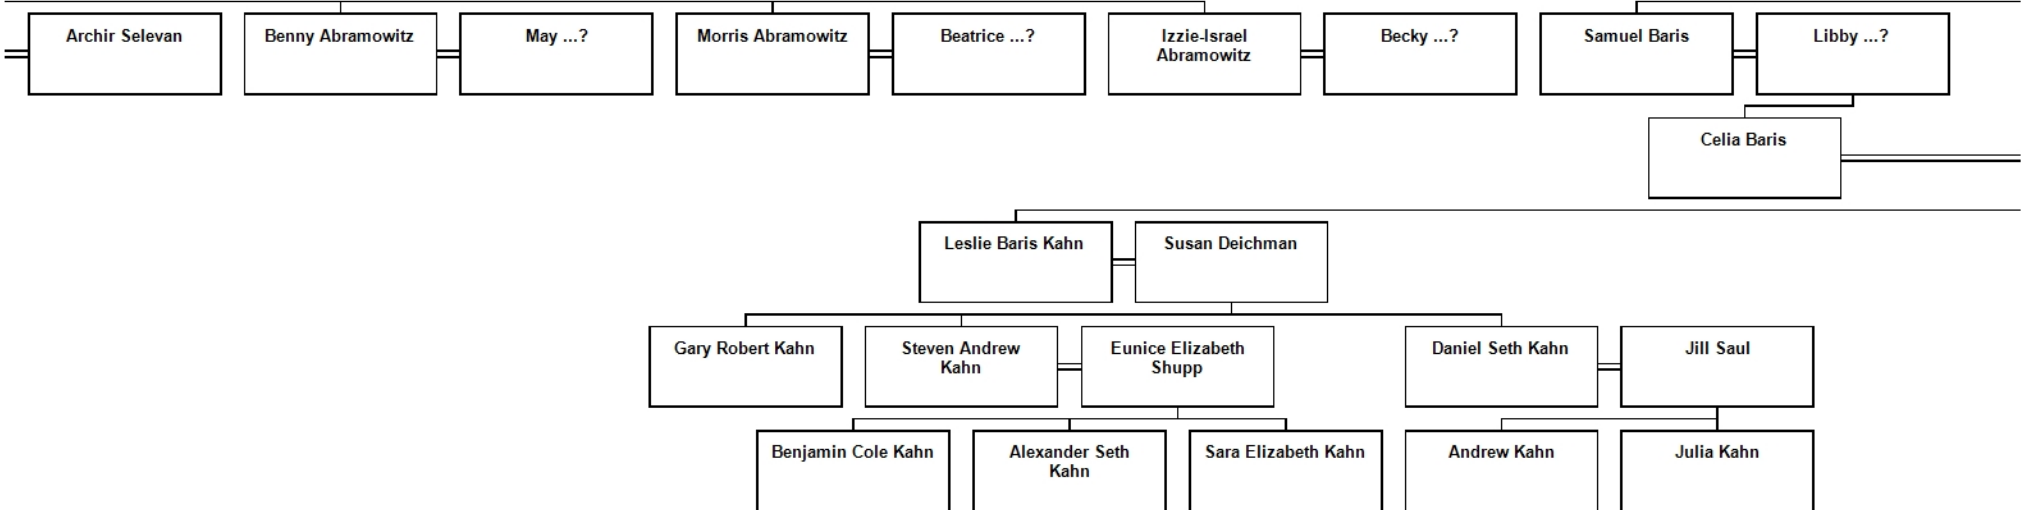 Archir Selevan
Benny Abramowitz
May ...?
Morris Abramowitz
Beatrice ...?
Izzie-Israel
Abramowitz
Becky ...?
Samuel Baris
Libby ...?
Celia Baris
Leslie Baris Kahn
Susan Deichman
Gary Robert Kahn
Steven Andrew
Kahn
Eunice Elizabeth
Shupp
Daniel Seth Kahn
Jill Saul
Benjamin Cole Kahn
Alexander Seth
Kahn
Sara Elizabeth Kahn
Andrew Kahn
Julia Kahn